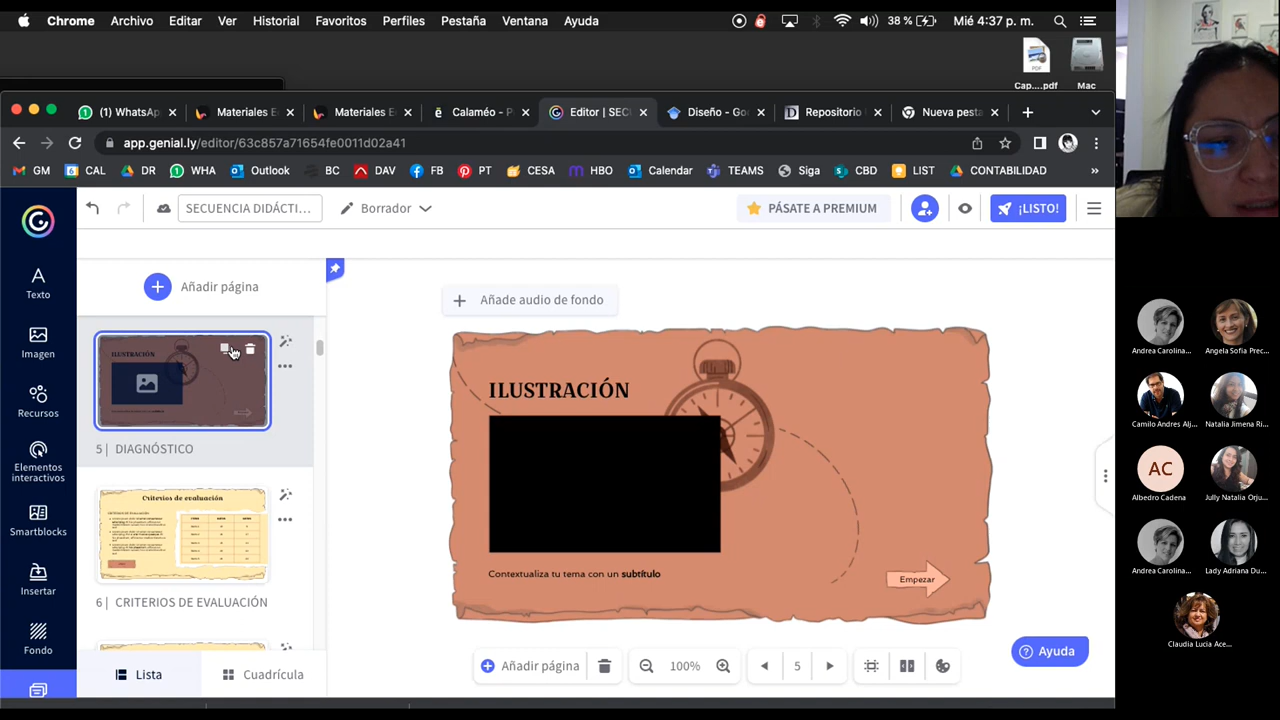 Chrome Archivo Editar Ver Historial Favoritos Perfiles Pestaña Ventana Ayuda 38 % Mié 4:37 p. m.
PDF
Cap....pdf Mac
(1) WhatsAp Materiales E Materiales E Calaméo - P Editor | SEC Diseño - Go Repositorio Nueva pest
app.genial.ly/editor/63c857a71654fe0011d02a41
GM CAL DR WHA Outlook BC DAV FB PT CESA HBO Calendar TEAMS Siga CBD LIST CONTABILIDAD »
SECUENCIA DIDÁCTI... Borrador PÁSATE A PREMIUM ¡LISTO!
Texto
Imagen
Recursos
Elementos
interactivos
Smartblocks
Insertar
Fondo
Añadir página
ILUSTRACIÓN
5 | DIAGNÓSTICO
Criterios de evaluación
6 | CRITERIOS DE EVALUACIÓN
Lista Cuadrícula
Añade audio de fondo
ILUSTRACIÓN
Contextualiza tu tema con un subtítulo
Empezar
Ayuda
Añadir página 100% 5
Andrea Carolina... Angela Sofia Prec...
Camilo Andres Alj... Natalia Jimena Ri...
AC
Albedro Cadena Jully Natalia Orju...
Andrea Carolina... Lady Adriana Du...
Claudia Lucia Ace...